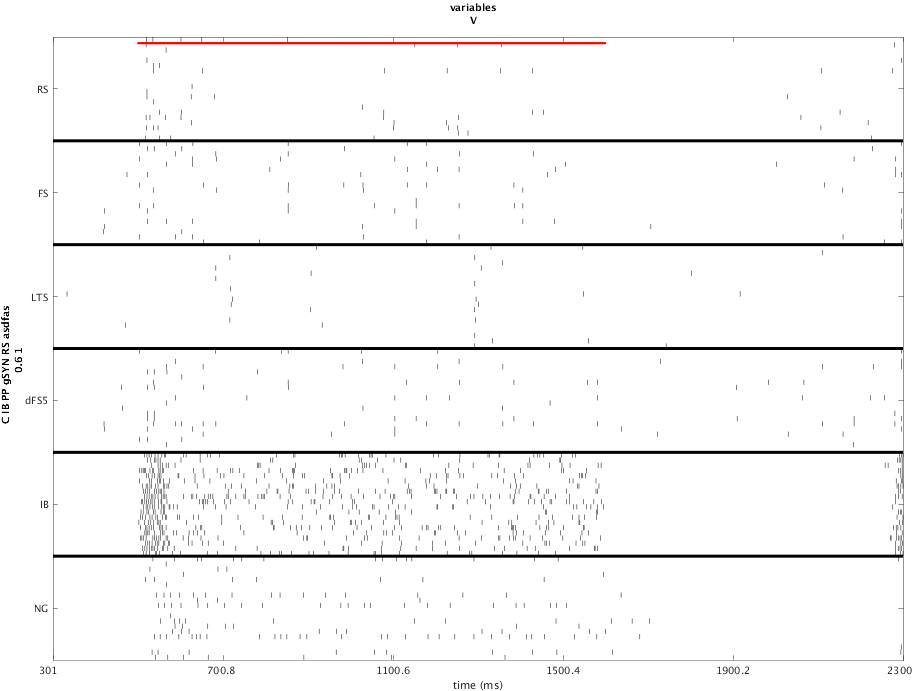 variables
V
RS
FS
LTS
dFS5
IB
NG
C IB PP gSYN RS asdfas
0.6 1
301
700.8
1100.6
1500.4
1900.2
2300
time (ms)